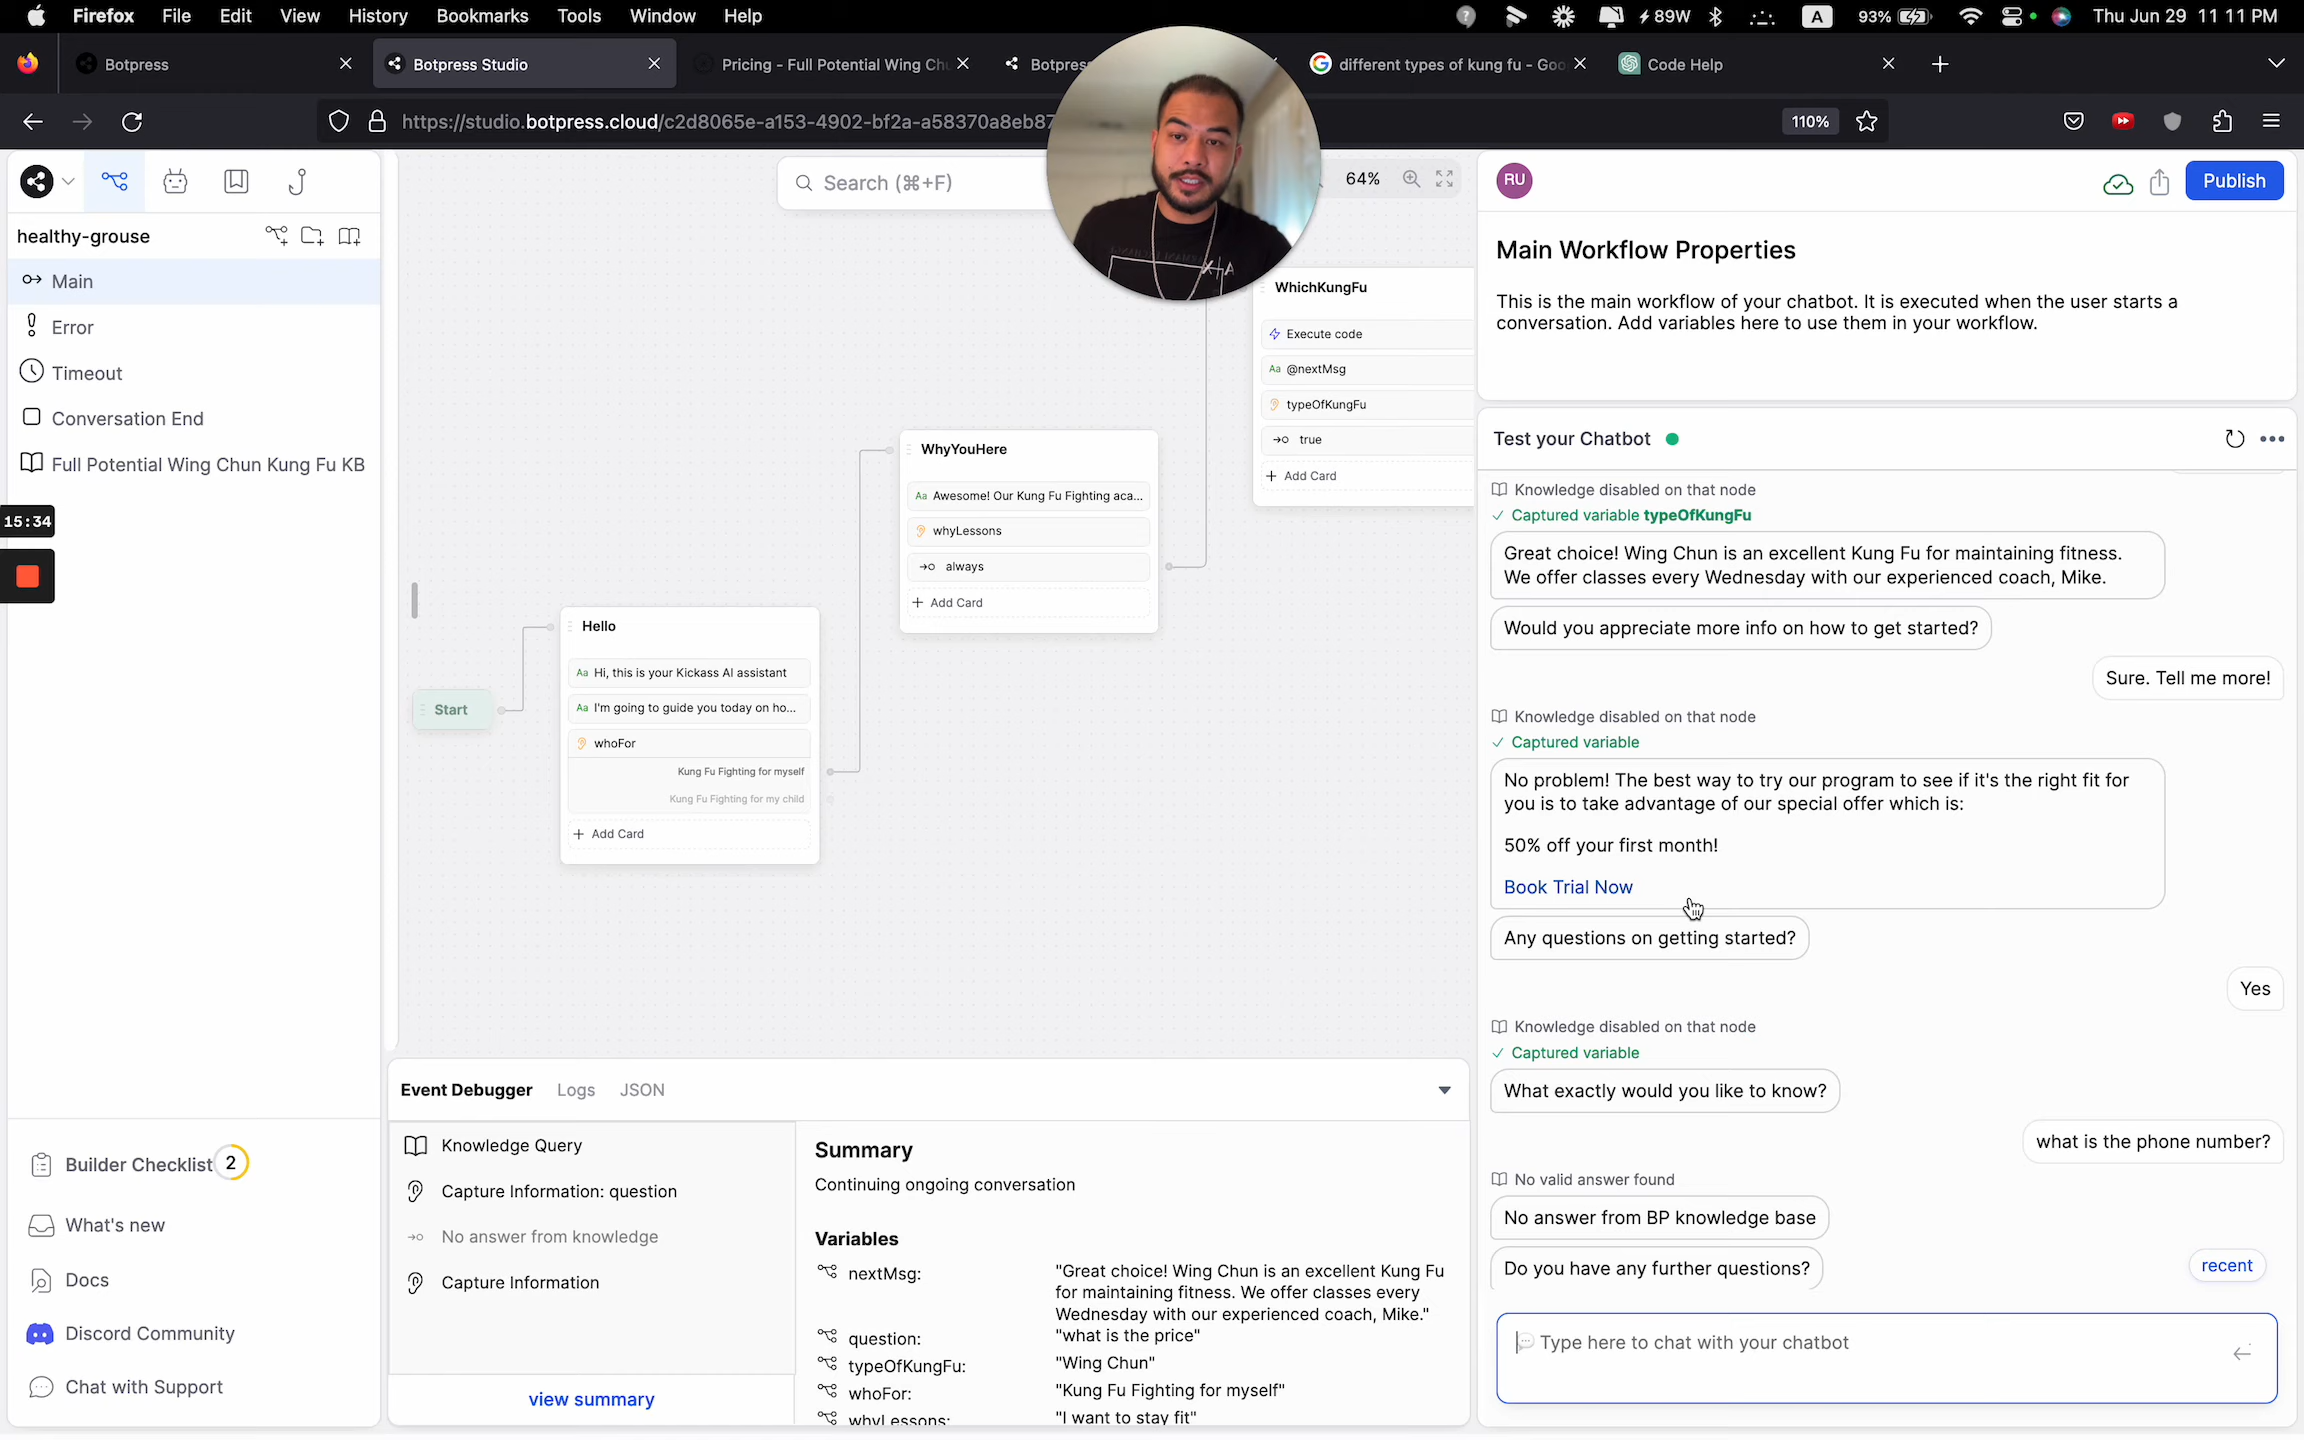 Firefox File Edit View History Bookmarks Tools Window Help
89W A 93% Thu Jun 29 11 11 PM
Botpress
Botpress Studio
Pricing - Full Potential Wing Chu
Botpres
different types of kung fu - Goo
Code Help
https://studio.botpress.cloud/c2d8065e-a153-4902-bf2a-a58370a8eb87
110%
Search (⌘+F)
64%
RU
Publish
healthy-grouse
Main
Error
Timeout
Conversation End
Full Potential Wing Chun Kung Fu KB
15:34
Start
Hello
Aa Hi, this is your Kickass AI assistant
Aa I'm going to guide you today on ho...
whoFor
Kung Fu Fighting for myself
Kung Fu Fighting for my child
+ Add Card
WhyYouHere
Aa Awesome! Our Kung Fu Fighting aca...
whyLessons
always
+ Add Card
WhichKungFu
Execute code
Aa @nextMsg
typeOfKungFu
true
+ Add Card
Main Workflow Properties
This is the main workflow of your chatbot. It is executed when the user starts a
conversation. Add variables here to use them in your workflow.
Test your Chatbot
Knowledge disabled on that node
Captured variable typeOfKungFu
Great choice! Wing Chun is an excellent Kung Fu for maintaining fitness.
We offer classes every Wednesday with our experienced coach, Mike.
Would you appreciate more info on how to get started?
Sure. Tell me more!
Knowledge disabled on that node
Captured variable
No problem! The best way to try our program to see if it's the right fit for
you is to take advantage of our special offer which is:
50% off your first month!
Book Trial Now
Any questions on getting started?
Yes
Knowledge disabled on that node
Captured variable
What exactly would you like to know?
what is the phone number?
No valid answer found
No answer from BP knowledge base
Do you have any further questions?
recent
Type here to chat with your chatbot
Builder Checklist 2
What's new
Docs
Discord Community
Chat with Support
Event Debugger Logs JSON
Knowledge Query
Capture Information: question
No answer from knowledge
Capture Information
view summary
Summary
Continuing ongoing conversation
Variables
nextMsg: "Great choice! Wing Chun is an excellent Kung Fu
for maintaining fitness. We offer classes every
Wednesday with our experienced coach, Mike."
question: "what is the price"
typeOfKungFu: "Wing Chun"
whoFor: "Kung Fu Fighting for myself"
whyLessons: "I want to stay fit"